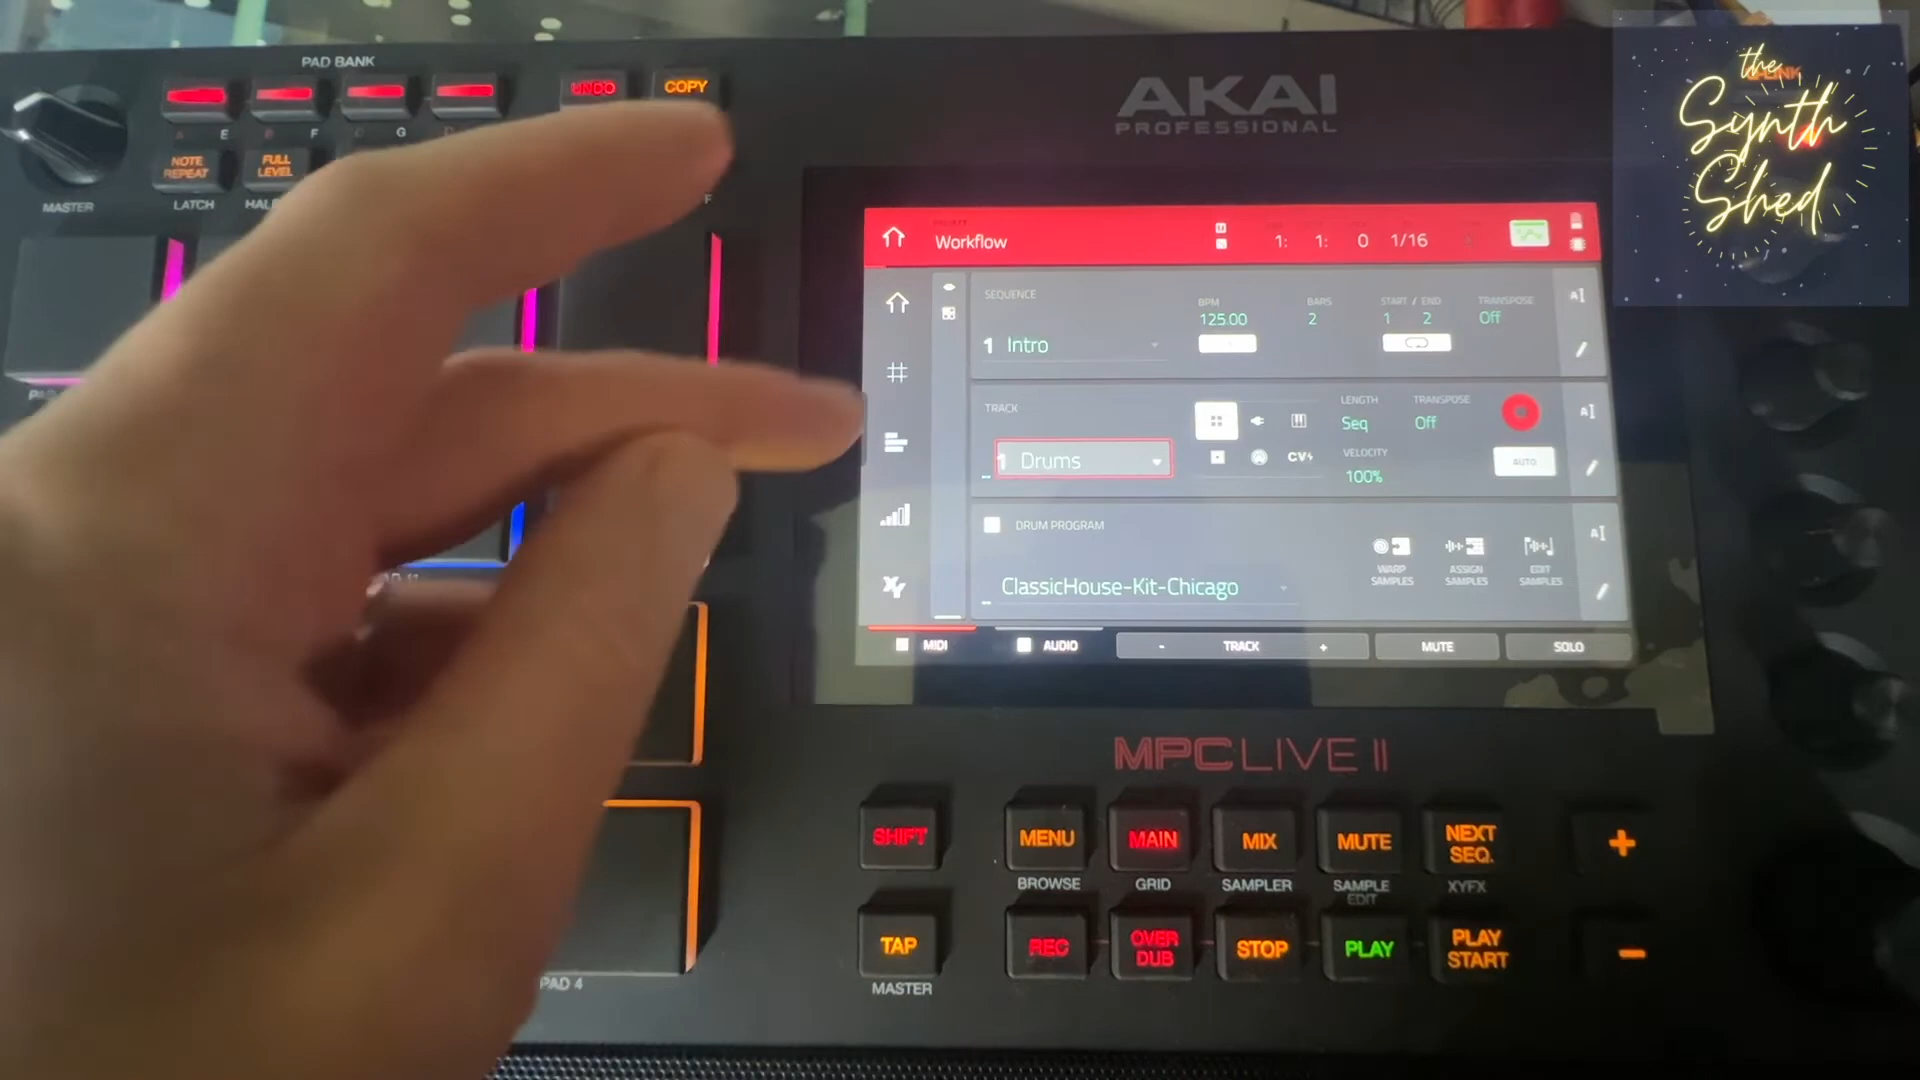 PAD BANK
UNDO
COPY
E
F
G
NOTE
REPEAT
FULL
LEVEL
MASTER
LATCH
AKAI
PROFESSIONAL
the
Synth
Shed
Workflow
1: 1: 0 1/16
SEQUENCE
BPM
BARS
START / END
TRANSPOSE
125.00
2
1 2
Off
1 Intro
TRACK
LENGTH
TRANSPOSE
Seq
Off
1 Drums
CV
VELOCITY
100%
AUTO
DRUM PROGRAM
WARP
SAMPLES
ASSIGN
SAMPLES
EDIT
SAMPLES
ClassicHouse-Kit-Chicago
XY
MIDI
AUDIO
- TRACK +
MUTE
SOLO
MPC LIVE II
SHIFT
MENU
MAIN
MIX
MUTE
NEXT
SEQ.
+
BROWSE
GRID
SAMPLER
SAMPLE
EDIT
XYFX
TAP
REC
OVER
DUB
STOP
PLAY
PLAY
START
-
MASTER
PAD 4